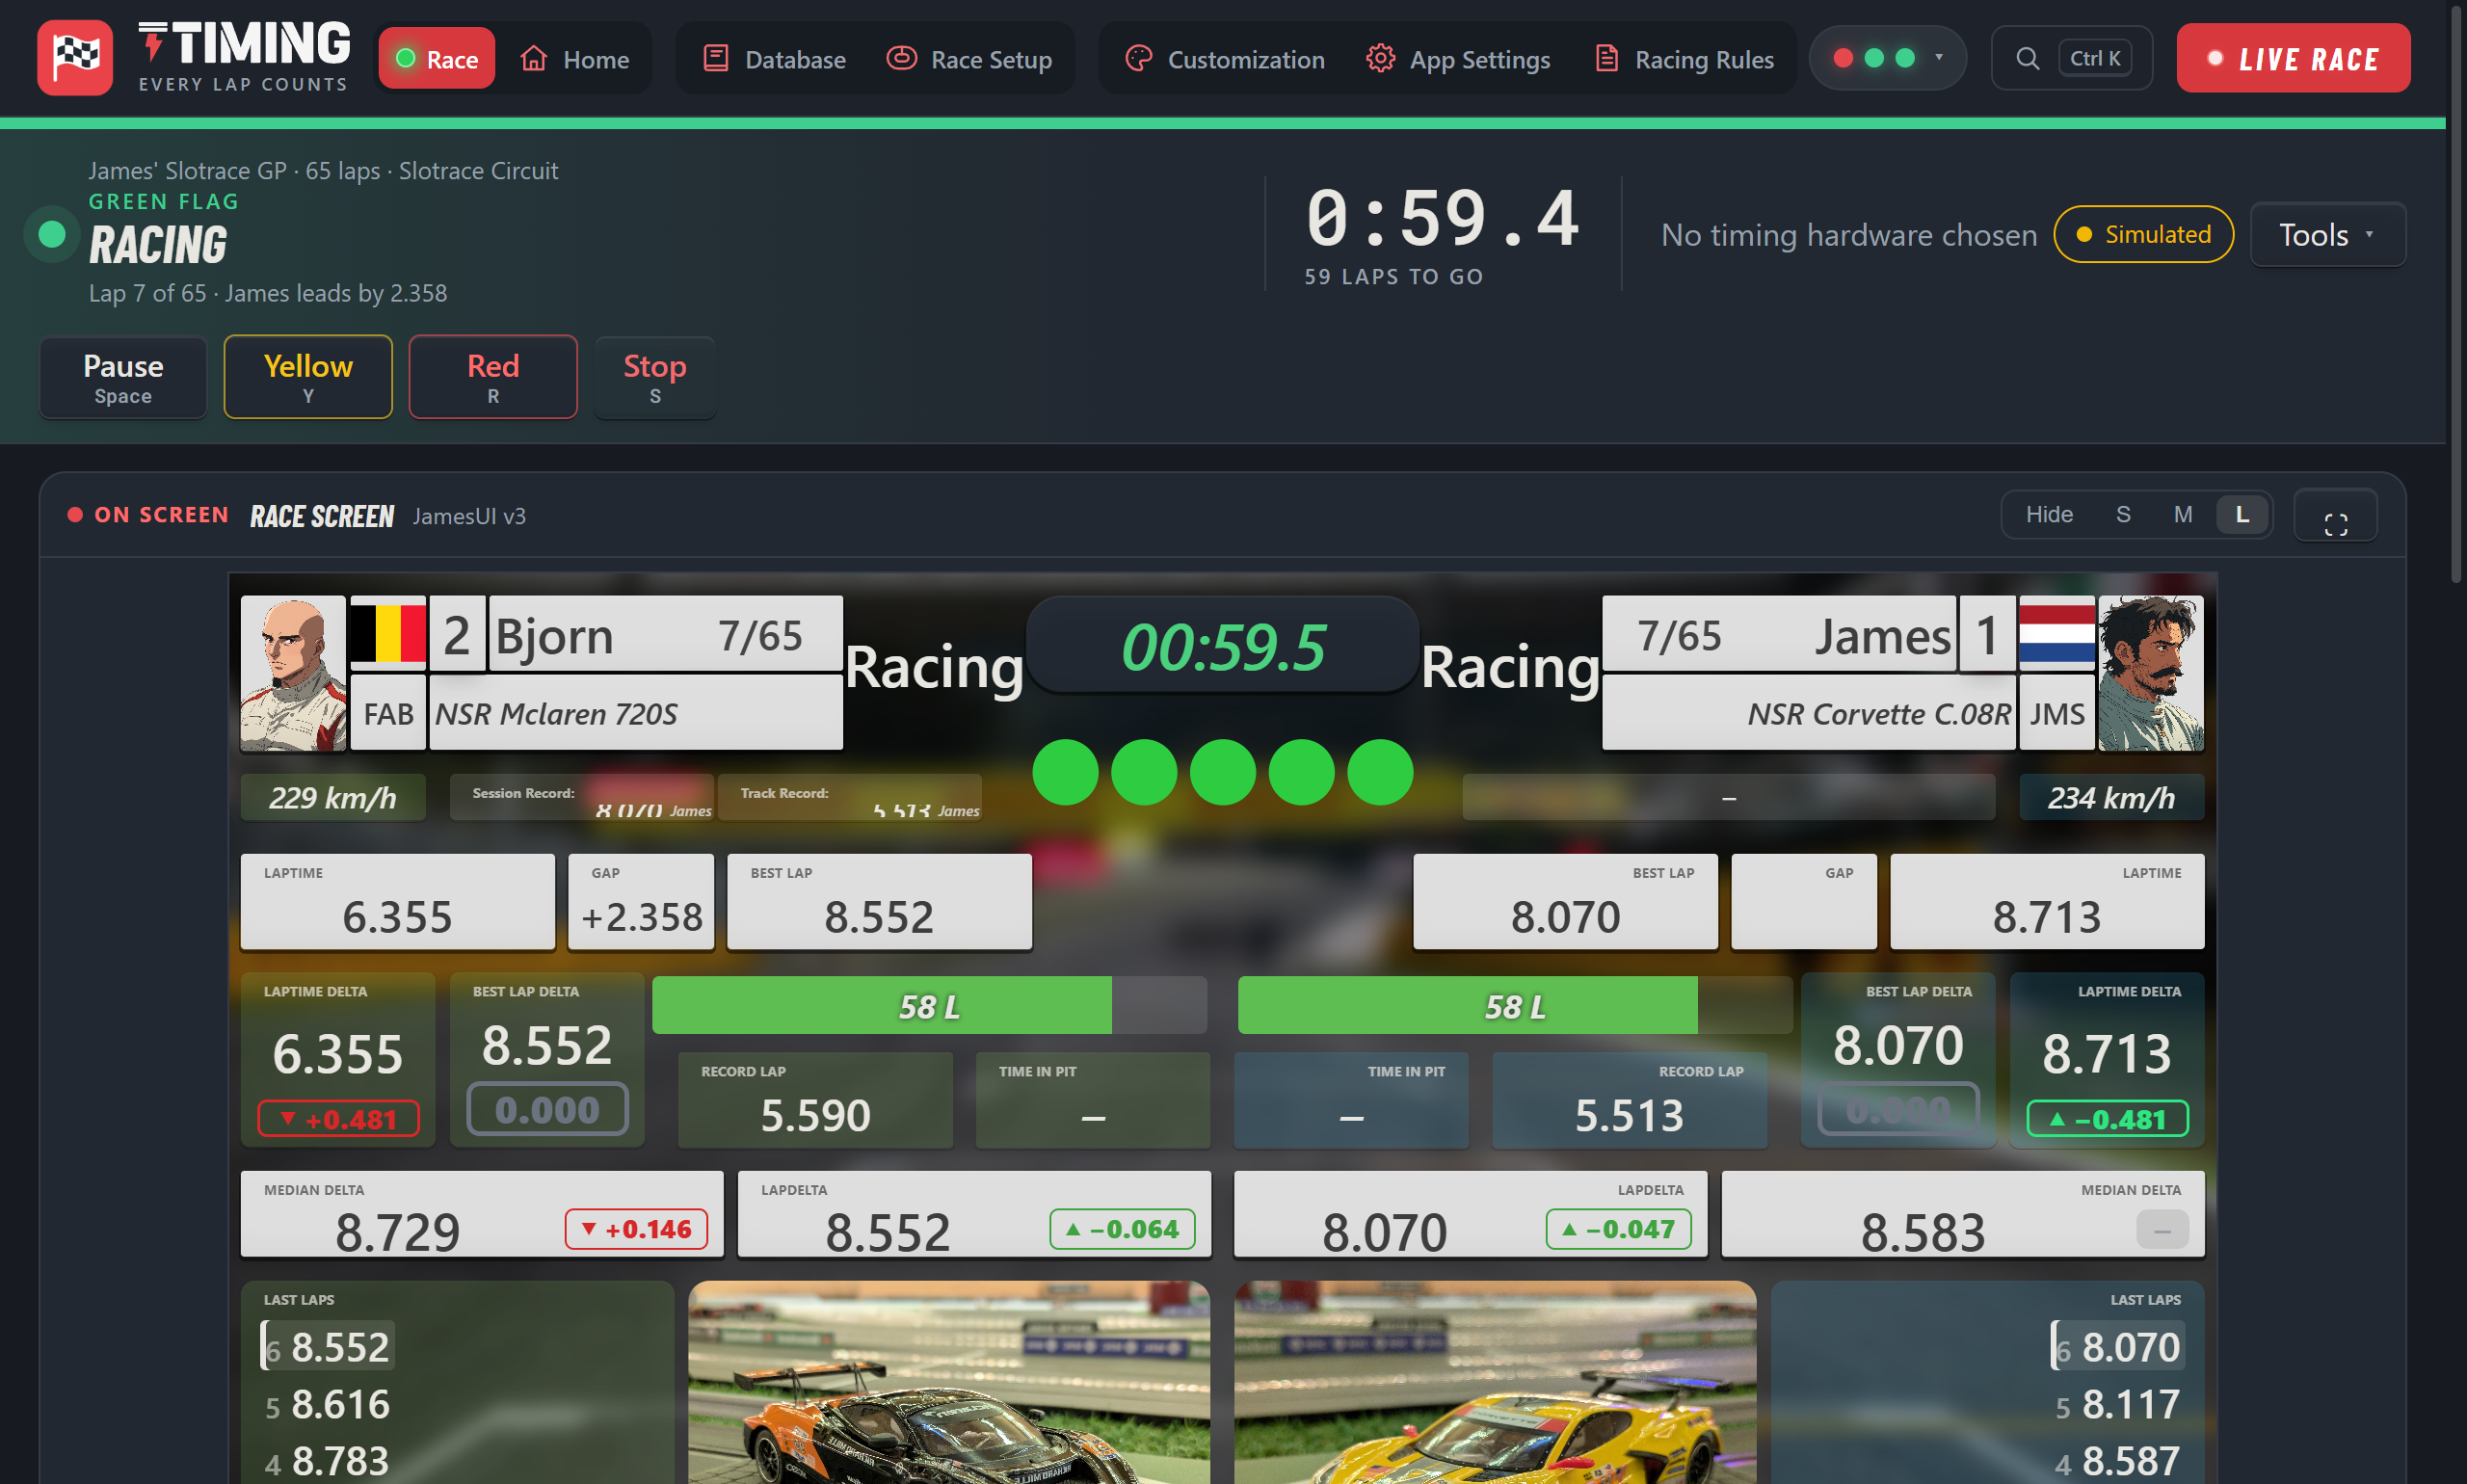 TIMING
EVERY LAP COUNTS
Race
Home
Database
Race Setup
Customization
App Settings
Racing Rules
Ctrl K
LIVE RACE
James' Slotrace GP · 65 laps · Slotrace Circuit
GREEN FLAG
RACING
Lap 7 of 65 · James leads by 2.358
0:59.4
59 LAPS TO GO
No timing hardware chosen
Simulated
Tools
Pause
Space
Yellow
Y
Red
R
Stop
S
ON SCREEN
RACE SCREEN
JamesUI v3
Hide
S
M
L
2
Bjorn
7/65
FAB
NSR Mclaren 720S
Racing
00:59.5
Racing
7/65
James
1
NSR Corvette C.08R
JMS
229 km/h
Session Record:
8.070 James
Track Record:
5.513 James
–
234 km/h
LAPTIME
6.355
GAP
+2.358
BEST LAP
8.552
BEST LAP
8.070
GAP
LAPTIME
8.713
LAPTIME DELTA
6.355
▼ +0.481
BEST LAP DELTA
8.552
0.000
58 L
58 L
RECORD LAP
5.590
TIME IN PIT
–
TIME IN PIT
–
RECORD LAP
5.513
BEST LAP DELTA
8.070
0.000
LAPTIME DELTA
8.713
▲ −0.481
MEDIAN DELTA
8.729
▼ +0.146
LAPDELTA
8.552
▲ −0.064
LAPDELTA
8.070
▲ −0.047
MEDIAN DELTA
8.583
–
LAST LAPS
6 8.552
5 8.616
4 8.783
LAST LAPS
6 8.070
5 8.117
4 8.587